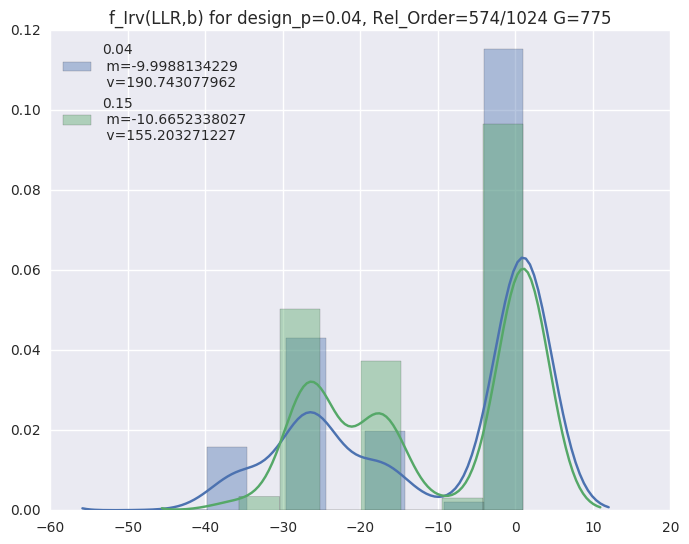 f_Irv(LLR,b) for design_p=0.04, Rel_Order=574/1024 G=775
0.04
m=-9.9988134229
v=190.743077962
0.15
m=-10.6652338027
v=155.203271227
0.12
0.10
0.08
0.06
0.04
0.02
0.00
−60 −50 −40 −30 −20 −10 0 10 20